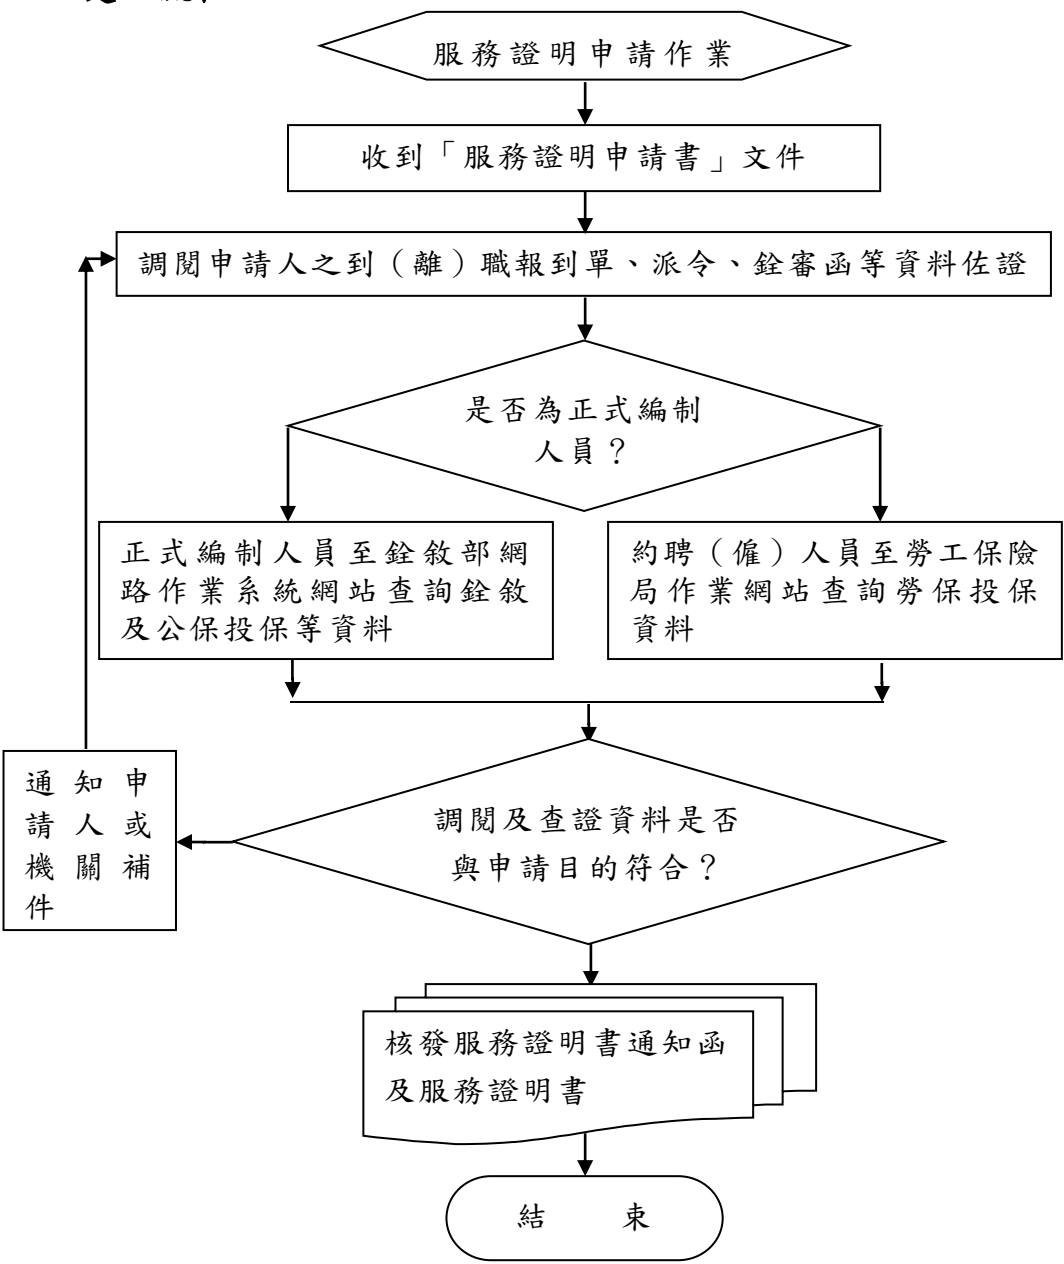 服務證明申請作業
收到「服務證明申請書」文件
調閱申請人之到（離）職報到單、派令、銓審函等資料佐證
是否為正式編制
人員？
正式編制人員至銓敘部網
路作業系統網站查詢銓敘
及公保投保等資料
約聘（僱）人員至勞工保險
局作業網站查詢勞保投保
資料
通知申
請人或
機關補
件
調閱及查證資料是否
與申請目的符合？
核發服務證明書通知函
及服務證明書
結　束